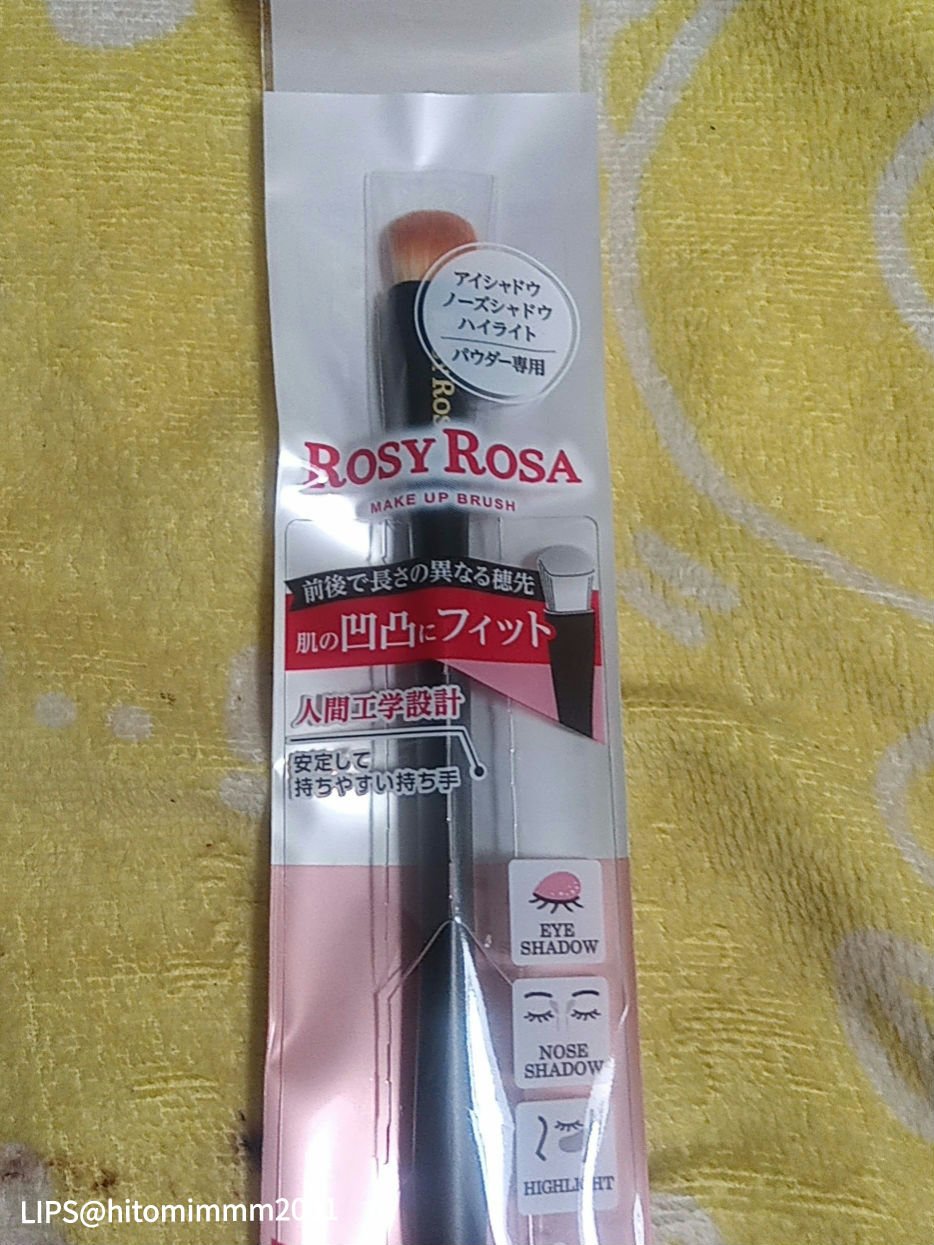 アイシャドウ
ノーズシャドウ
ハイライト
パウダー専用
Ros
ROSY ROSA
MAKE UP BRUSH
前後で長さの異なる穂先
肌の凹凸にフィット
人間工学設計
安定して
持ちやすい持ち手
EYE
SHADOW
NOSE
SHADOW
HIGHLIGHT